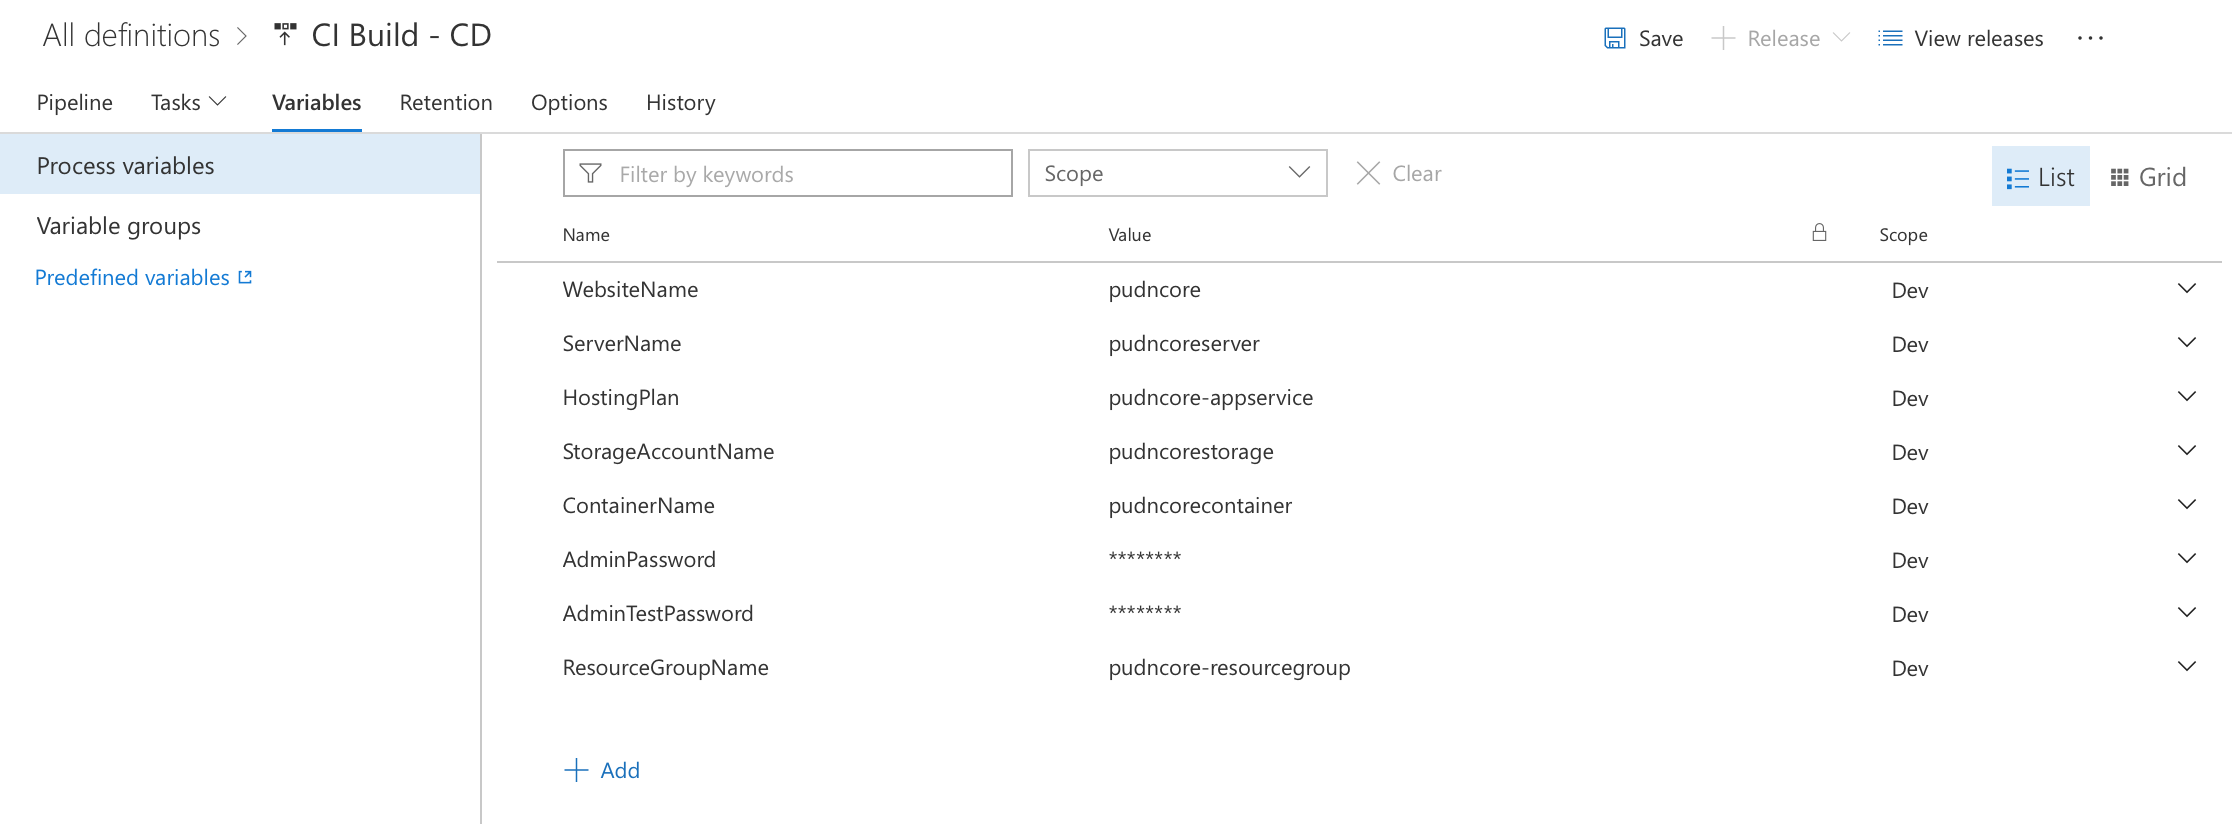 All definitions > CI Build - CD
Save Release View releases ...
Pipeline Tasks Variables Retention Options History
Process variables
Variable groups
Predefined variables
Filter by keywords Scope Clear List Grid
Name Value Scope
WebsiteName pudncore Dev
ServerName pudncoreserver Dev
HostingPlan pudncore-appservice Dev
StorageAccountName pudncorestorage Dev
ContainerName pudncorecontainer Dev
AdminPassword ******** Dev
AdminTestPassword ******** Dev
ResourceGroupName pudncore-resourcegroup Dev
Add